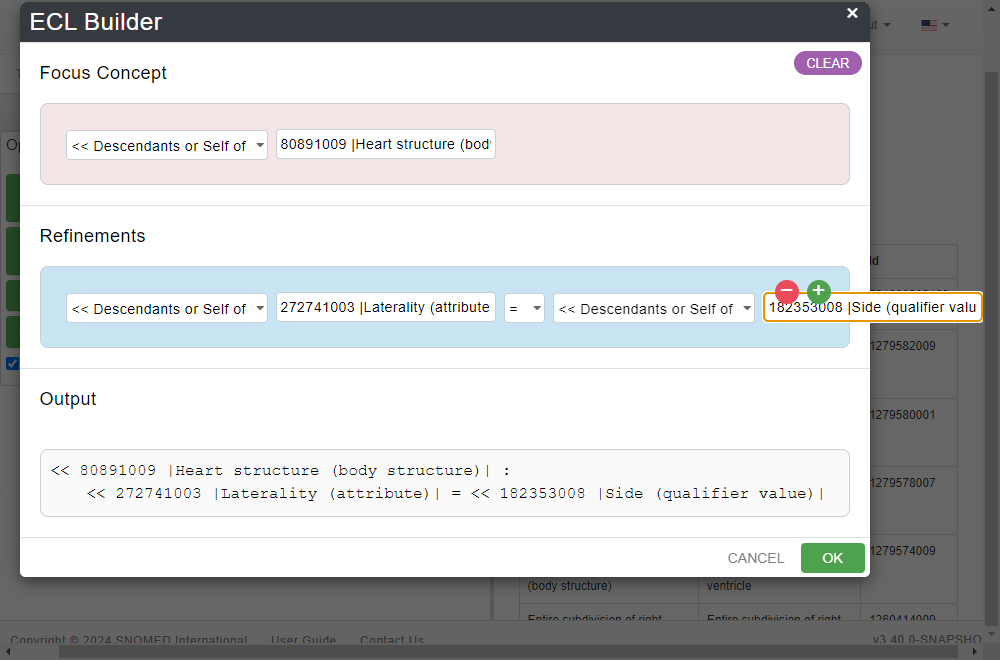 ECL Builder
×
CLEAR
Focus Concept
<< Descendants or Self of
80891009 |Heart structure (bod
Refinements
<< Descendants or Self of
272741003 |Laterality (attribute
=
<< Descendants or Self of
182353008 |Side (qualifier valu
Output
<< 80891009 |Heart structure (body structure)| :
<< 272741003 |Laterality (attribute)| = << 182353008 |Side (qualifier value)|
CANCEL
OK
1279582009
1279580001
1279578007
1279574009
(body structure)
ventricle
Entire subdivision of right
Entire subdivision of right
1260414009
Copyright © 2024 SNOMED International
User Guide
Contact Us
v3.40.0-SNAPSHO